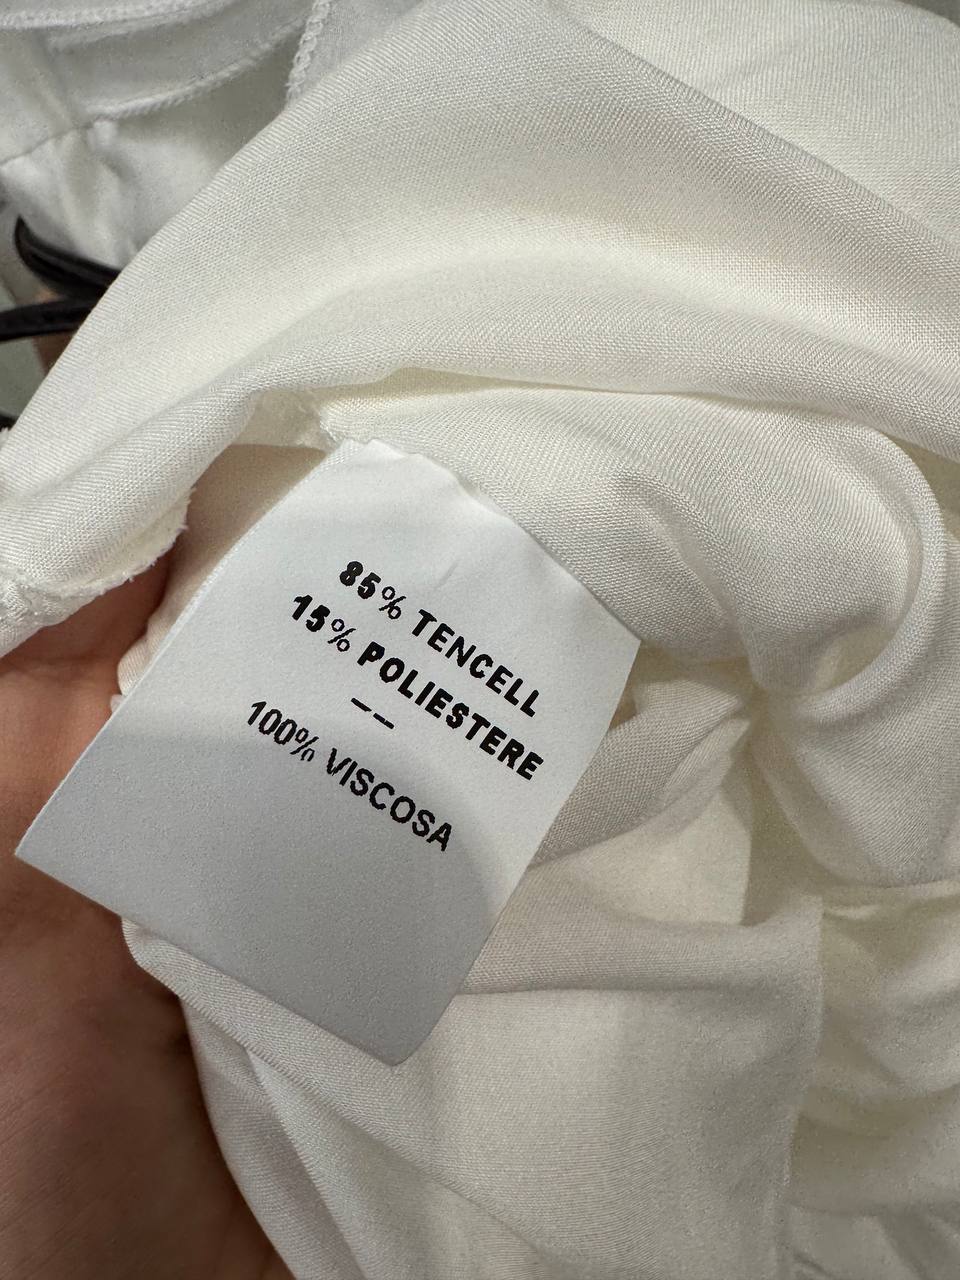 85% TENCELL
15% POLIESTERE
--
100% VISCOSA